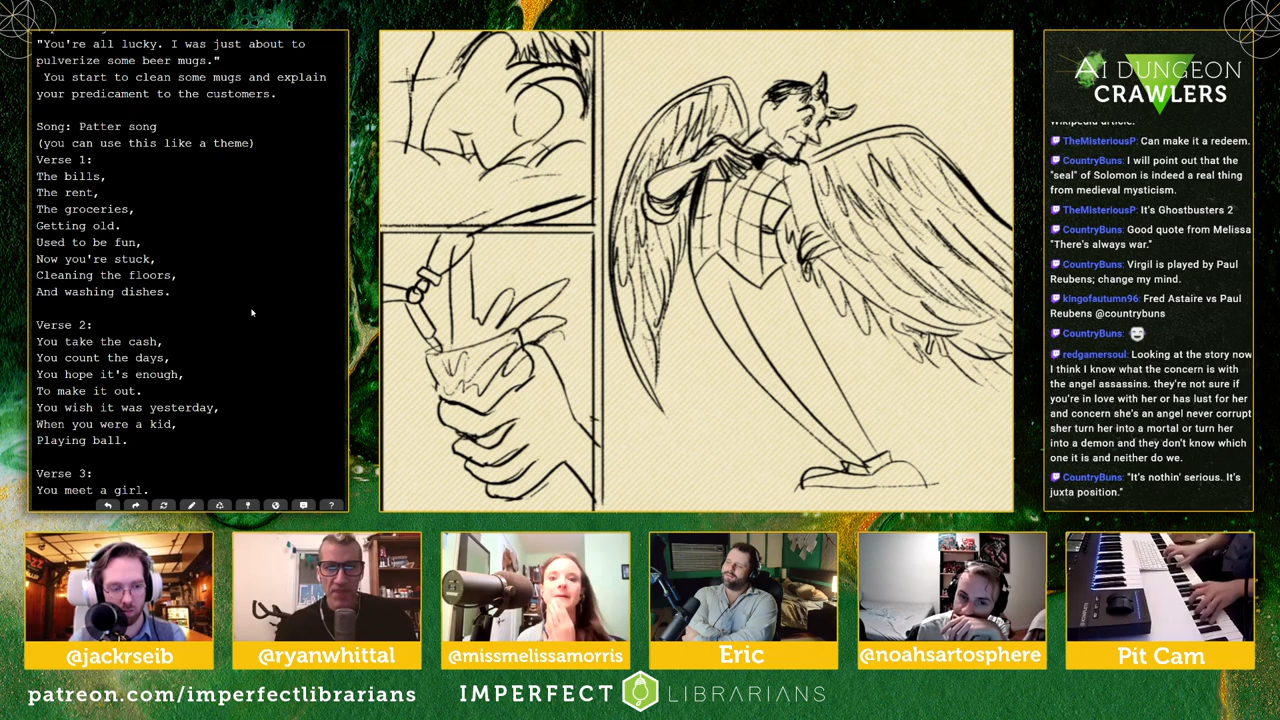 "You're all lucky. I was just about to
pulverize some beer mugs."
You start to clean some mugs and explain
your predicament to the customers.
Song: Patter song
(you can use this like a theme)
Verse 1:
The bills,
The rent,
The groceries,
Getting old.
Used to be fun,
Now you're stuck,
Cleaning the floors,
And washing dishes.
Verse 2:
You take the cash,
You count the days,
You hope it's enough,
To make it out.
You wish it was yesterday,
When you were a kid,
Playing ball.
Verse 3:
You meet a girl.
?
AI DUNGEON
CRAWLERS
Wikipedia article.
TheMisteriousP: Can make it a redeem.
CountryBuns: I will point out that the
"seal" of Solomon is indeed a real thing
from medieval mysticism.
TheMisteriousP: It's Ghostbusters 2
CountryBuns: Good quote from Melissa
"There's always war."
CountryBuns: Virgil is played by Paul
Reubens; change my mind.
kingofautumn96: Fred Astaire vs Paul
Reubens @countrybuns
CountryBuns:
redgamersoul: Looking at the story now
I think I know what the concern is with
the angel assassins. they're not sure if
you're in love with her or has lust for her
and concern she's an angel never corrupt
sher turn her into a mortal or turn her
into a demon and they don't know which
one it is and neither do we.
CountryBuns: "It's nothin' serious. It's
juxta position."
@jackrseib
@ryanwhittal
@missmelissamorris
Eric
@noahsartosphere
Pit Cam
patreon.com/imperfectlibrarians
IMPERFECT LIBRARIANS